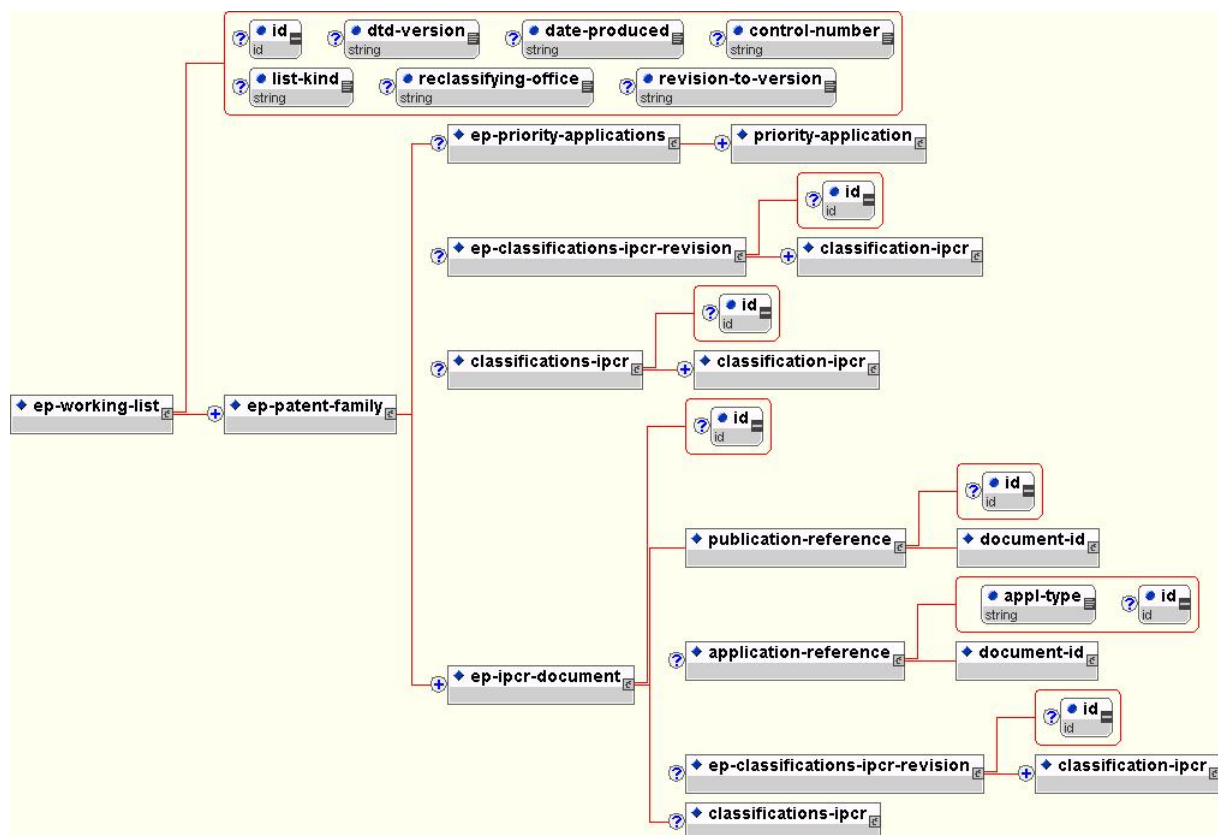 id dtd-version date-produced control-number
id string string string
list-kind reclassifying-office revision-to-version
string string string
ep-priority-applications priority-application
id
id
ep-classifications-ipcr-revision classification-ipcr
id
id
classifications-ipcr classification-ipcr
ep-working-list ep-patent-family
id
id
id
id
publication-reference document-id
appl-type id
string id
application-reference document-id
ep-ipcr-document
id
id
ep-classifications-ipcr-revision classification-ipcr
classifications-ipcr